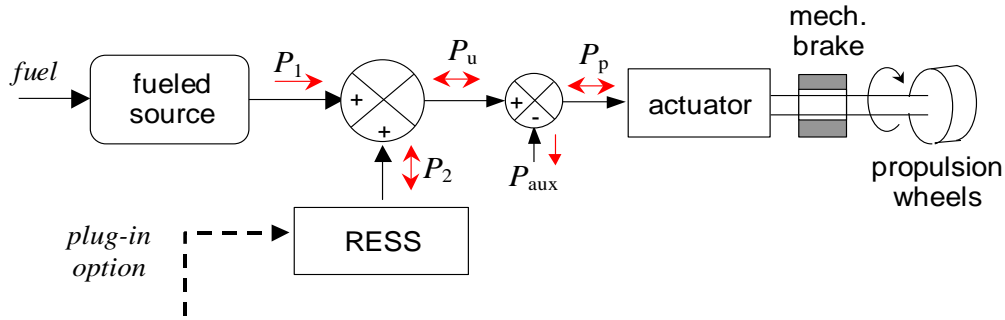 mech.
brake
fuel
fueled
source
P1
+
+
Pu
+
-
Pp
actuator
P2
Paux
propulsion
wheels
plug-in
option
RESS